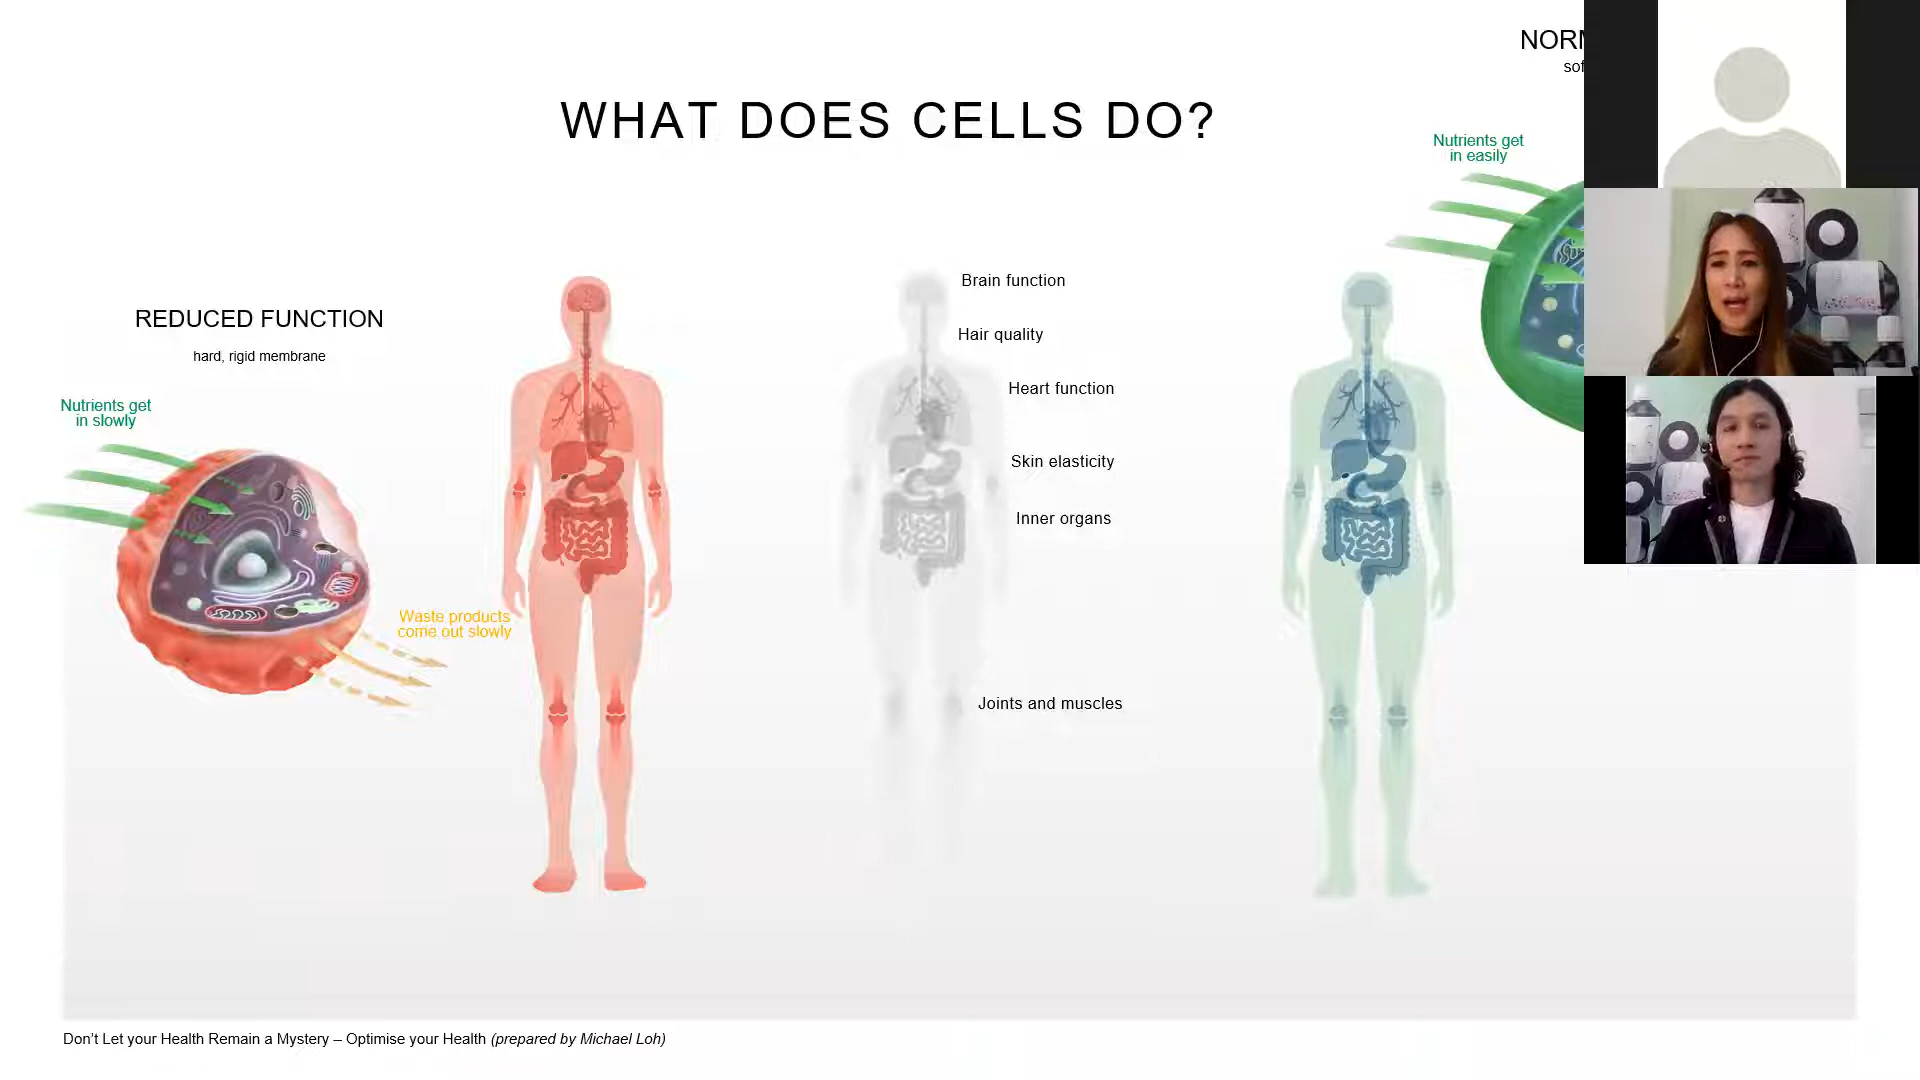 WHAT DOES CELLS DO?
REDUCED FUNCTION
hard, rigid membrane
Nutrients get
in slowly
Waste products
come out slowly
Brain function
Hair quality
Heart function
Skin elasticity
Inner organs
Joints and muscles
Nutrients get
in easily
Don’t Let your Health Remain a Mystery – Optimise your Health (prepared by Michael Loh)